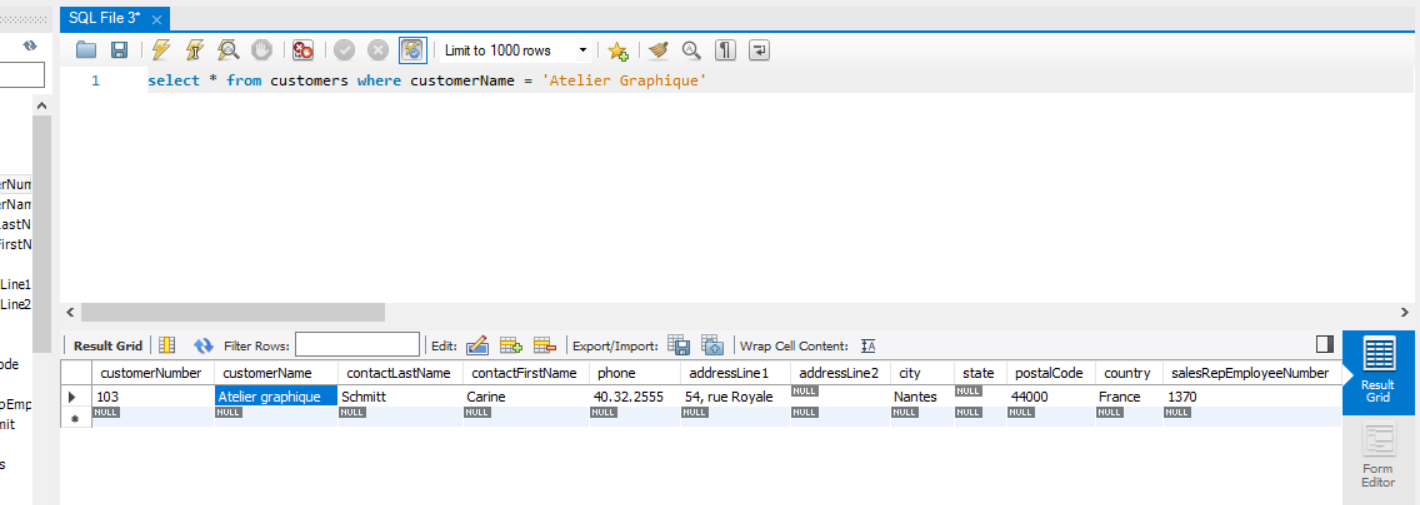 SQL File 3*
Limit to 1000 rows
1 select * from customers where customerName = 'Atelier Graphique'
erNum
erNam
LastN
FirstN
Line1
Line2
ode
pEmp
mit
s
Result Grid Filter Rows: Edit: Export/Import: Wrap Cell Content: IA
customerNumber customerName contactLastName contactFirstName phone addressLine1 addressLine2 city state postalCode country salesRepEmployeeNumber
103 Atelier graphique Schmitt Carine 40.32.2555 54, rue Royale NULL Nantes NULL 44000 France 1370
NULL NULL NULL NULL NULL NULL NULL NULL NULL NULL NULL NULL
Result
Grid
Form
Editor